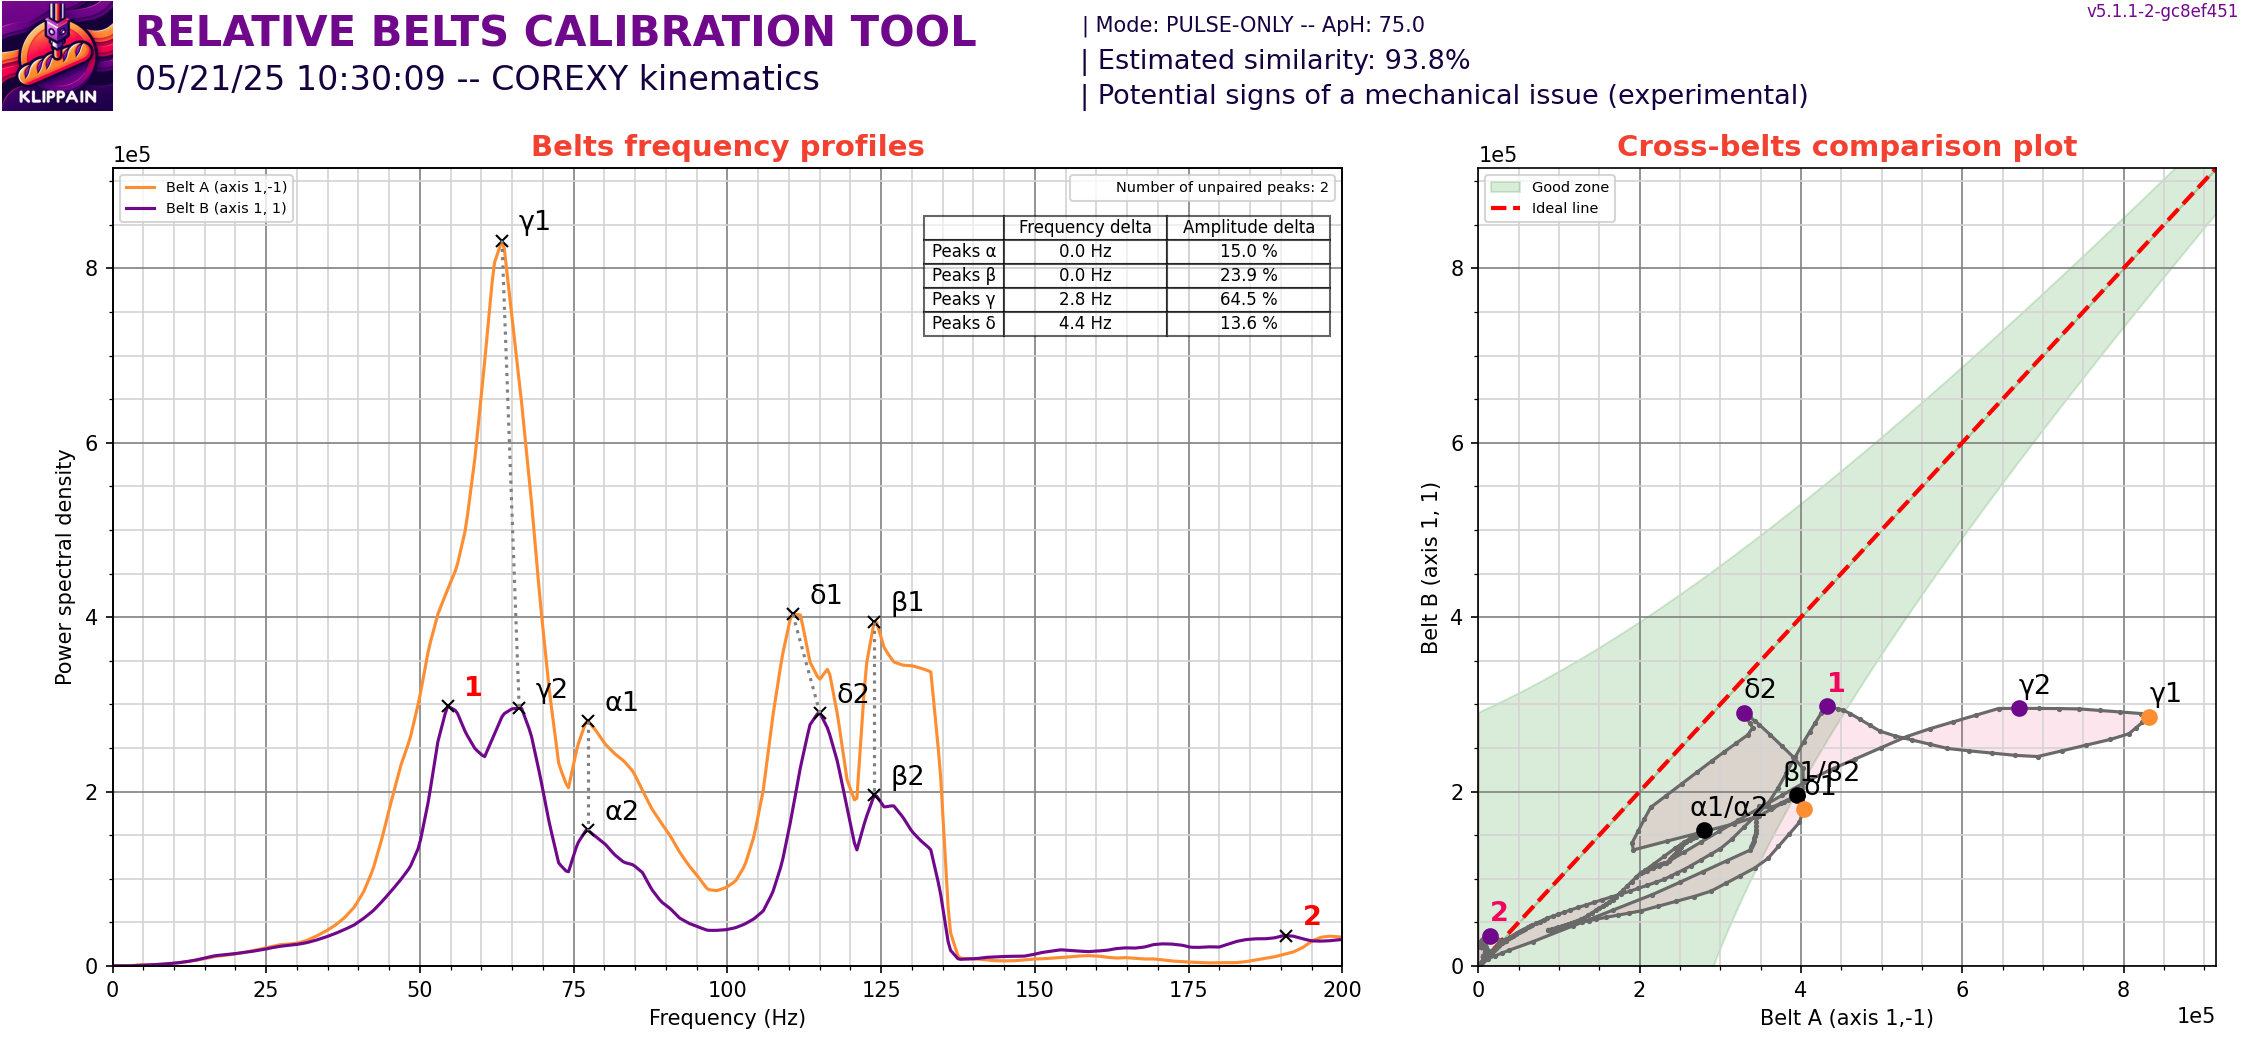 KLIPPAIN
RELATIVE BELTS CALIBRATION TOOL
05/21/25 10:30:09 -- COREXY kinematics
| Mode: PULSE-ONLY -- ApH: 75.0
| Estimated similarity: 93.8%
| Potential signs of a mechanical issue (experimental)
v5.1.1-2-gc8ef451
Belts frequency profiles
1e5
Belt A (axis 1,-1)
Belt B (axis 1, 1)
Number of unpaired peaks: 2
Frequency delta Amplitude delta
Peaks α 0.0 Hz 15.0 %
Peaks β 0.0 Hz 23.9 %
Peaks γ 2.8 Hz 64.5 %
Peaks δ 4.4 Hz 13.6 %
γ1
δ1
β1
1
γ2
α1
δ2
β2
α2
2
8
6
4
2
0
Power spectral density
0 25 50 75 100 125 150 175 200
Frequency (Hz)
Cross-belts comparison plot
1e5
Good zone
Ideal line
δ2
1
γ2
γ1
β1/β2
δ1
α1/α2
2
8
6
4
2
0
Belt B (axis 1, 1)
0 2 4 6 8
Belt A (axis 1,-1)
1e5